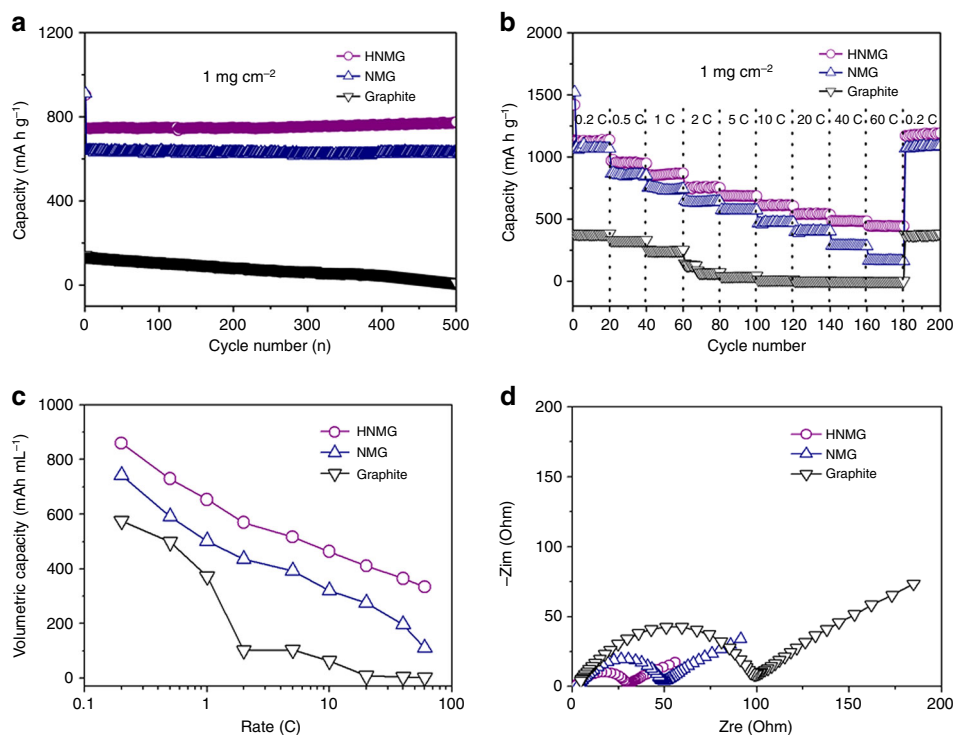 a
1200
800
400
0
Capacity (mA h g⁻¹)
1 mg cm⁻²
HNMG
NMG
Graphite
0 100 200 300 400 500
Cycle number (n)
b
2000
1500
1000
500
0
Capacity (mA h g⁻¹)
1 mg cm⁻²
HNMG
NMG
Graphite
0.2 C 0.5 C 1 C 2 C 5 C 10 C 20 C 40 C 60 C 0.2 C
0 20 40 60 80 100 120 140 160 180 200
Cycle number
c
1000
800
600
400
200
0
Volumetric capacity (mAh mL⁻¹)
HNMG
NMG
Graphite
0.1 1 10 100
Rate (C)
d
200
150
100
50
0
−Zim (Ohm)
HNMG
NMG
Graphite
0 50 100 150 200
Zre (Ohm)